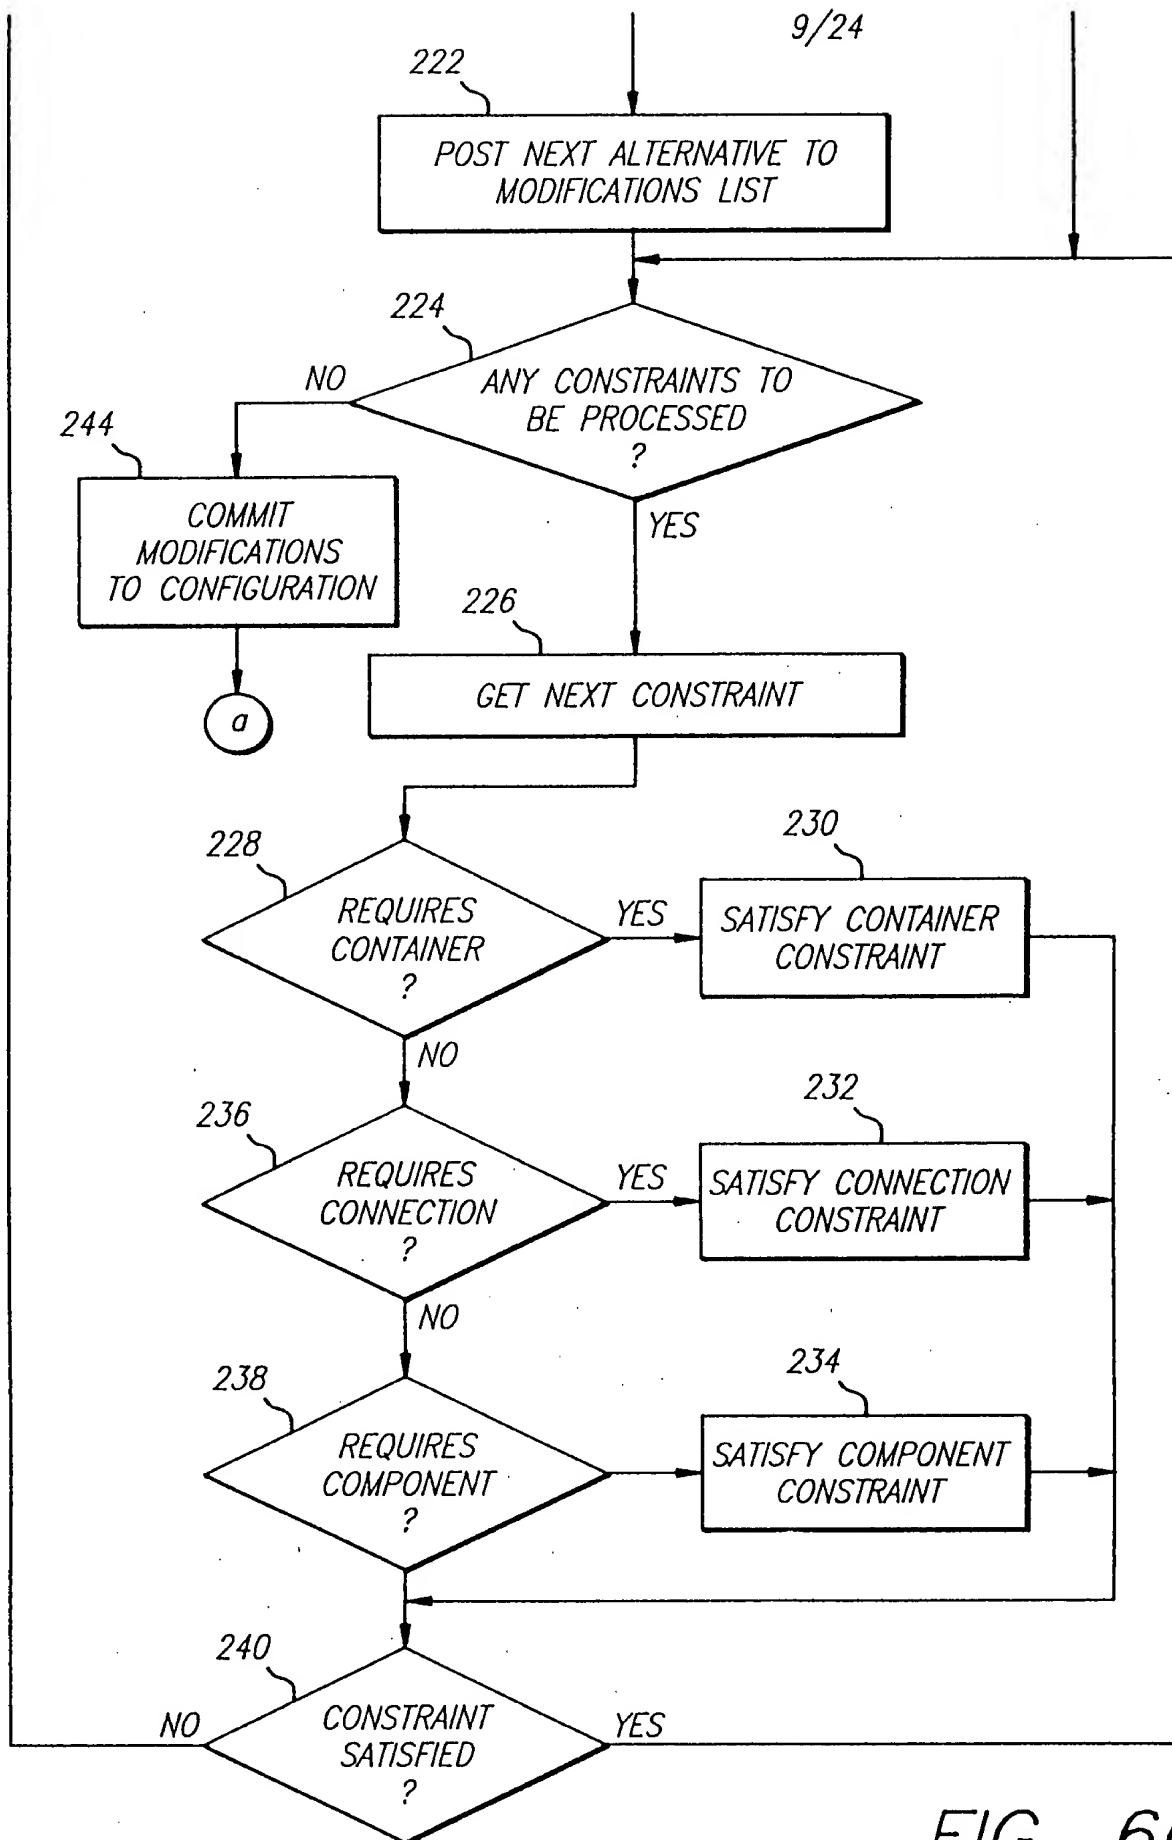 9/24
222
POST NEXT ALTERNATIVE TO
MODIFICATIONS LIST
224
NO
ANY CONSTRAINTS TO
BE PROCESSED
?
244
YES
COMMIT
MODIFICATIONS
TO CONFIGURATION
226
GET NEXT CONSTRAINT
a
228
230
REQUIRES
CONTAINER
?
YES
SATISFY CONTAINER
CONSTRAINT
NO
236
232
REQUIRES
CONNECTION
?
YES
SATISFY CONNECTION
CONSTRAINT
NO
238
234
REQUIRES
COMPONENT
?
SATISFY COMPONENT
CONSTRAINT
240
NO
CONSTRAINT
SATISFIED
?
YES
FIG.